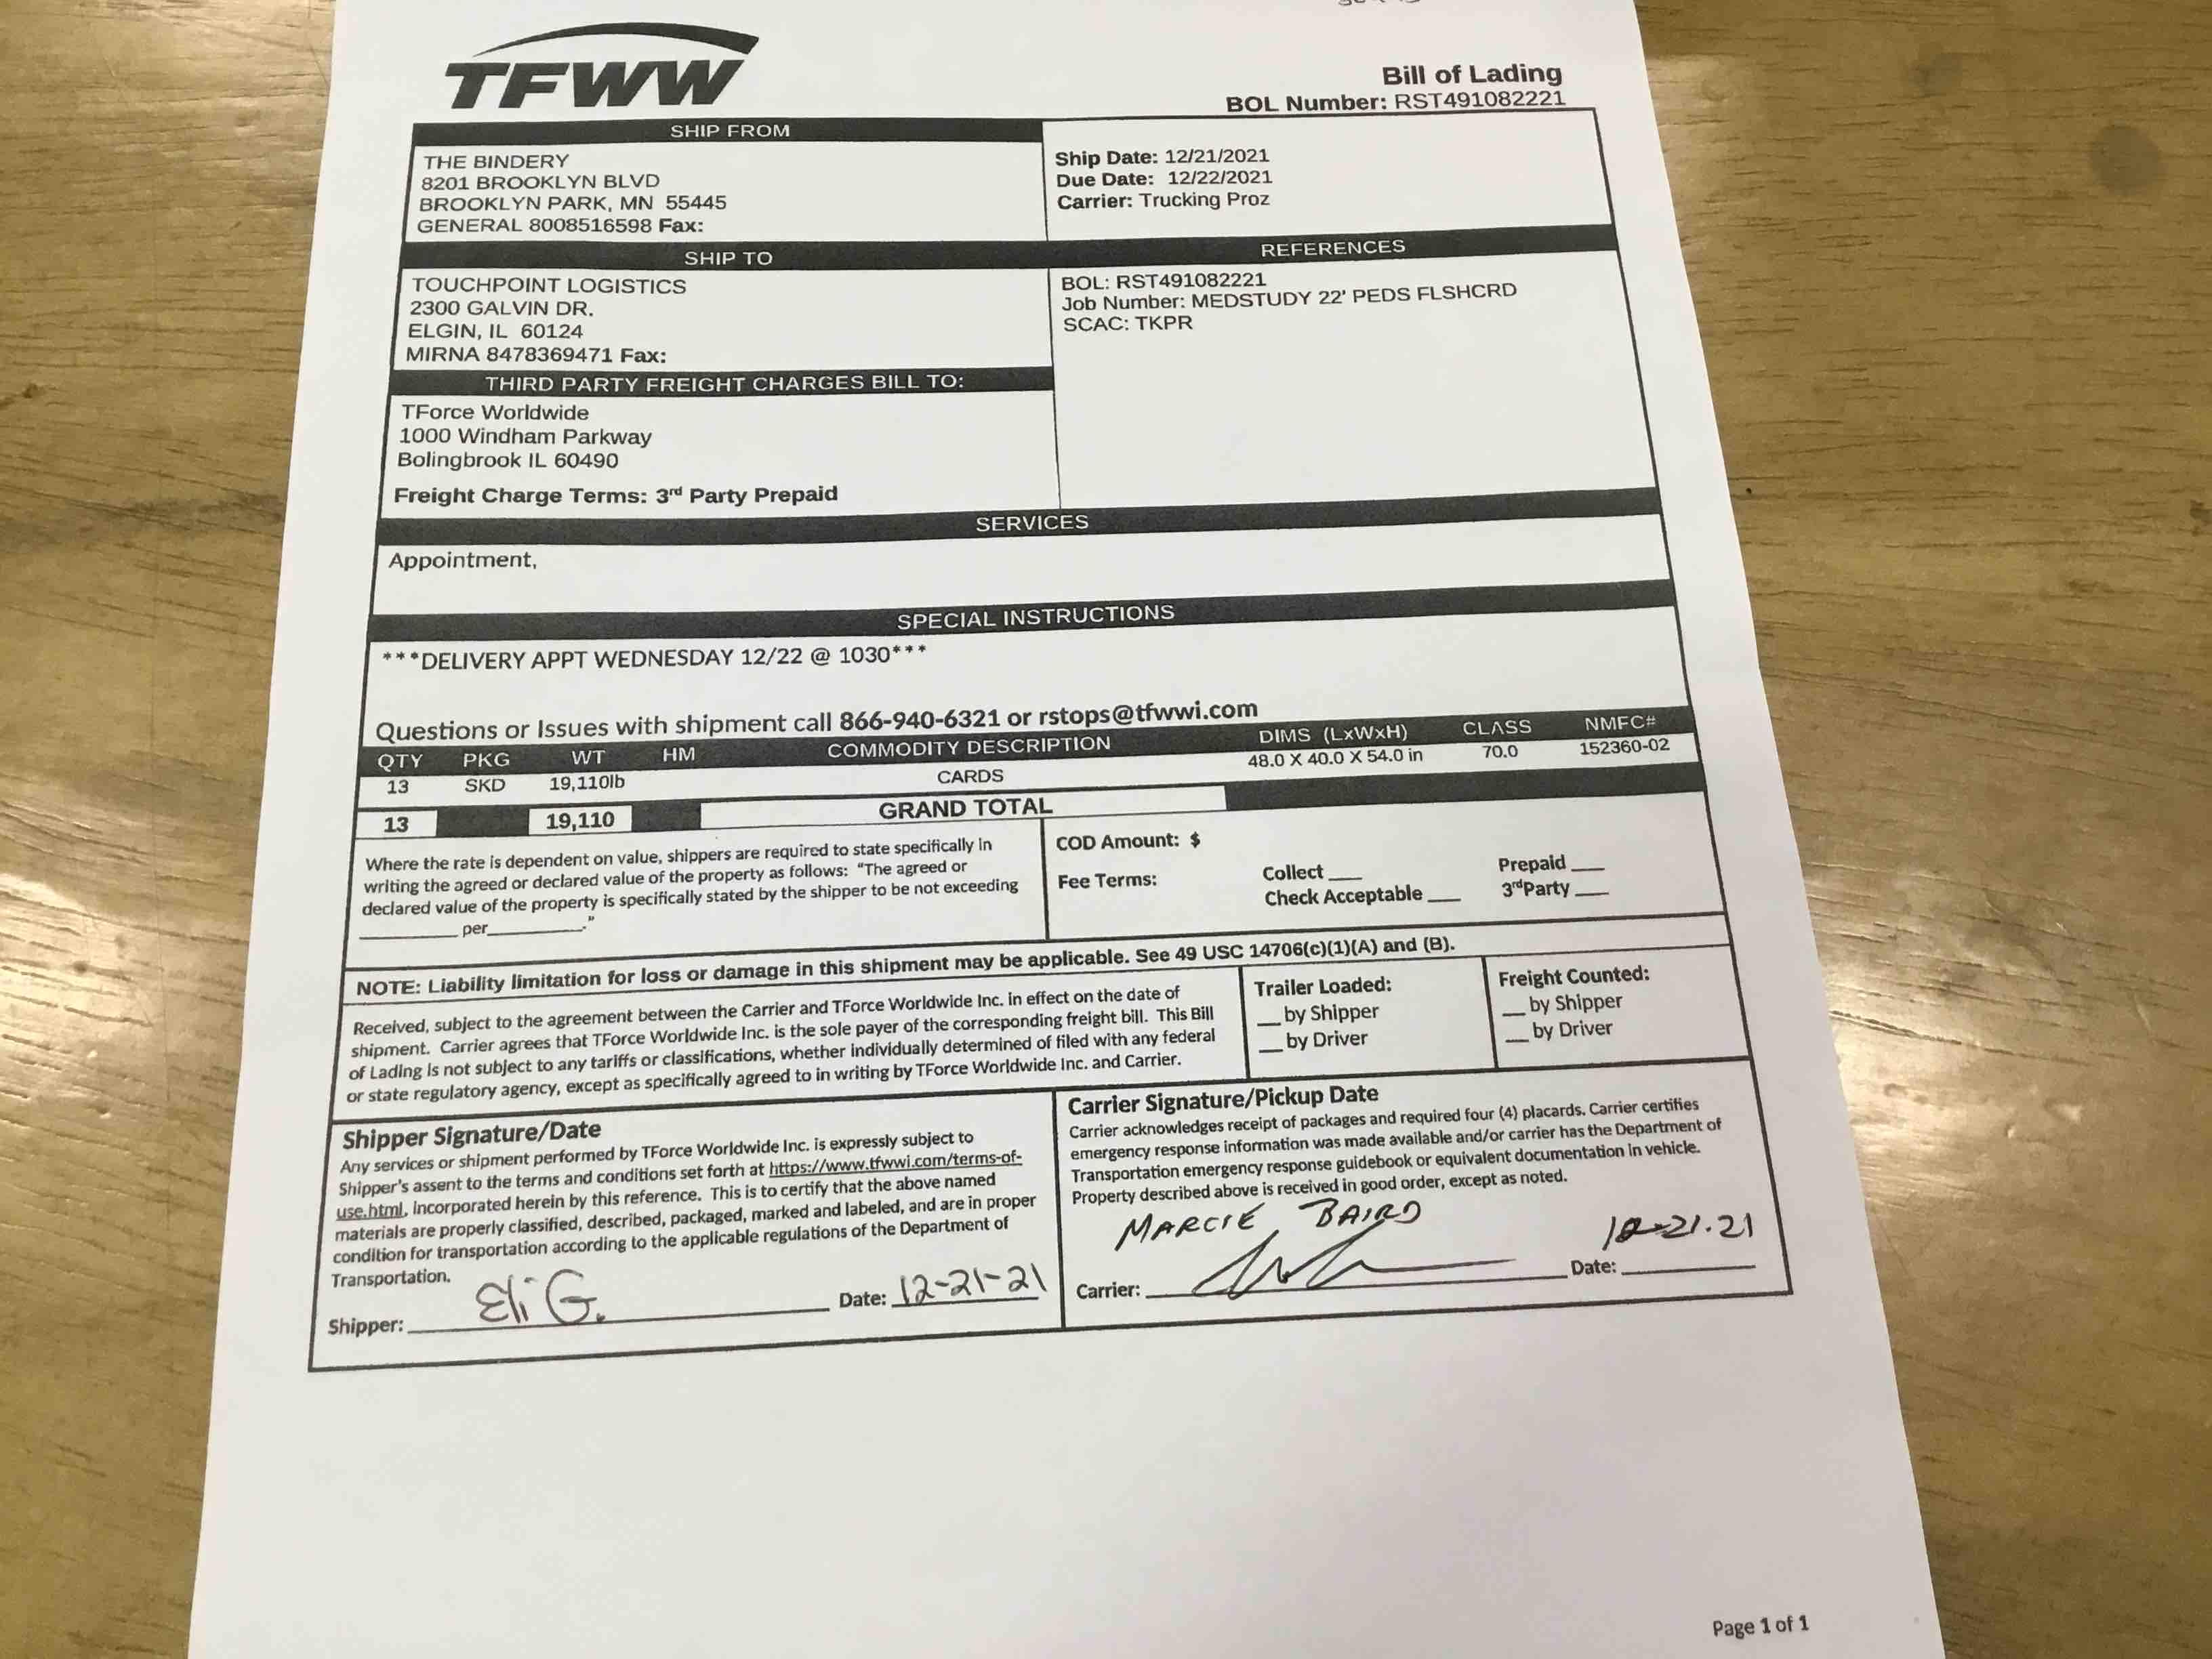 TFWW
Bill of Lading
BOL Number: RST491082221
SHIP FROM
THE BINDERY
8201 BROOKLYN BLVD
BROOKLYN PARK, MN 55445
GENERAL 8008516598 Fax:
Ship Date: 12/21/2021
Due Date: 12/22/2021
Carrier: Trucking Proz
SHIP TO
TOUCHPOINT LOGISTICS
2300 GALVIN DR.
ELGIN, IL 60124
MIRNA 8478369471 Fax:
REFERENCES
BOL: RST491082221
Job Number: MEDSTUDY 22' PEDS FLSHCRD
SCAC: TKPR
THIRD PARTY FREIGHT CHARGES BILL TO:
TForce Worldwide
1000 Windham Parkway
Bolingbrook IL 60490
Freight Charge Terms: 3rd Party Prepaid
SERVICES
Appointment,
SPECIAL INSTRUCTIONS
***DELIVERY APPT WEDNESDAY 12/22 @ 1030***
Questions or Issues with shipment call 866-940-6321 or rstops@tfwwi.com
QTY PKG WT HM COMMODITY DESCRIPTION DIMS (LxWxH) CLASS NMFC#
13 SKD 19,110lb CARDS 48.0 X 40.0 X 54.0 in 70.0 152360-02
13 19,110 GRAND TOTAL
Where the rate is dependent on value, shippers are required to state specifically in
writing the agreed or declared value of the property as follows: "The agreed or
declared value of the property is specifically stated by the shipper to be not exceeding
__________ per__________."
COD Amount: $
Fee Terms: Collect ___ Prepaid ___
Check Acceptable ___ 3rdParty ___
NOTE: Liability limitation for loss or damage in this shipment may be applicable. See 49 USC 14706(c)(1)(A) and (B).
Received, subject to the agreement between the Carrier and TForce Worldwide Inc. in effect on the date of
shipment. Carrier agrees that TForce Worldwide Inc. is the sole payer of the corresponding freight bill. This Bill
of Lading is not subject to any tariffs or classifications, whether individually determined of filed with any federal
or state regulatory agency, except as specifically agreed to in writing by TForce Worldwide Inc. and Carrier.
Trailer Loaded:
__ by Shipper
__ by Driver
Freight Counted:
__ by Shipper
__ by Driver
Shipper Signature/Date
Any services or shipment performed by TForce Worldwide Inc. is expressly subject to
Shipper's assent to the terms and conditions set forth at https://www.tfwwi.com/terms-of-
use.html, incorporated herein by this reference. This is to certify that the above named
materials are properly classified, described, packaged, marked and labeled, and are in proper
condition for transportation according to the applicable regulations of the Department of
Transportation.
Shipper: Eli G. Date: 12-21-21
Carrier Signature/Pickup Date
Carrier acknowledges receipt of packages and required four (4) placards. Carrier certifies
emergency response information was made available and/or carrier has the Department of
Transportation emergency response guidebook or equivalent documentation in vehicle.
Property described above is received in good order, except as noted.
MARCIE BAIRD
Carrier: Date: 12-21.21
Page 1 of 1